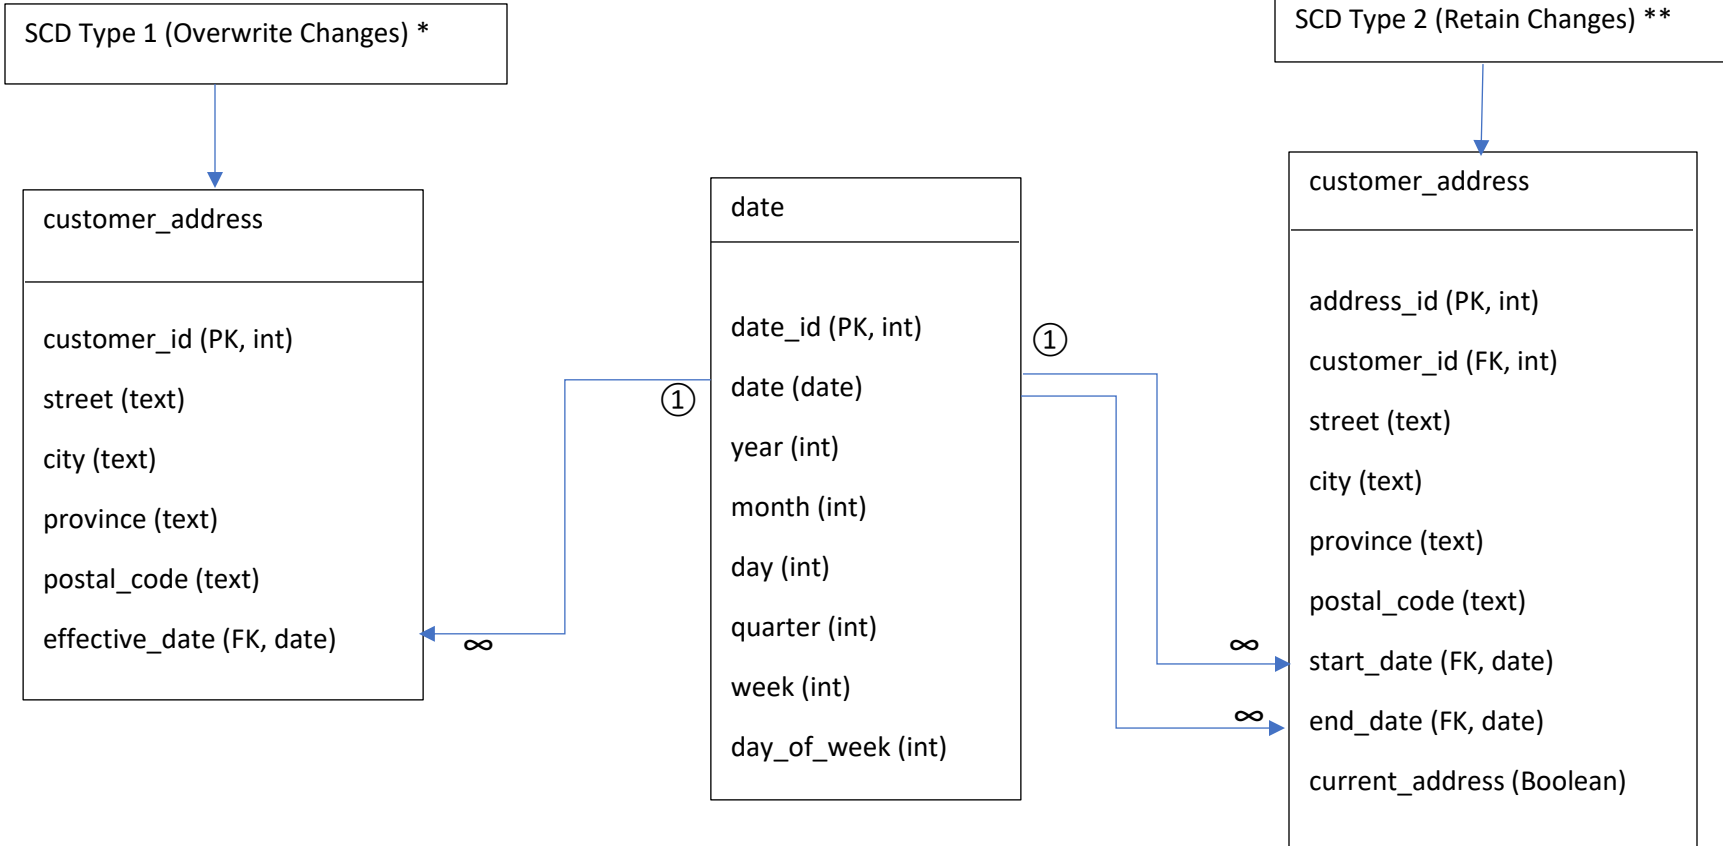 SCD Type 1 (Overwrite Changes) *
SCD Type 2 (Retain Changes) **
customer_address
customer_id (PK, int)
street (text)
city (text)
province (text)
postal_code (text)
effective_date (FK, date)
∞
①
date
date_id (PK, int)
date (date)
year (int)
month (int)
day (int)
quarter (int)
week (int)
day_of_week (int)
①
∞
∞
customer_address
address_id (PK, int)
customer_id (FK, int)
street (text)
city (text)
province (text)
postal_code (text)
start_date (FK, date)
end_date (FK, date)
current_address (Boolean)